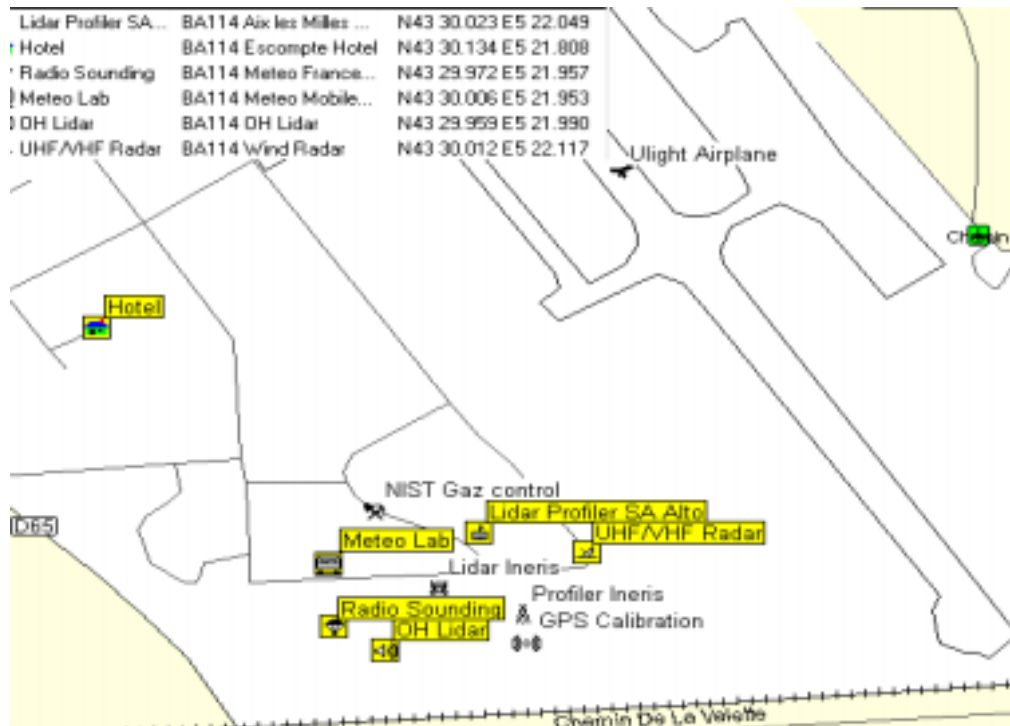 Lidar Profiler SA... BA114 Aix les Milles ... N43 30.023 E5 22.049
Hotel BA114 Escompte Hotel N43 30.134 E5 21.808
Radio Sounding BA114 Meteo France... N43 29.972 E5 21.957
Meteo Lab BA114 Meteo Mobile... N43 30.006 E5 21.953
OH Lidar BA114 OH Lidar N43 29.959 E5 21.990
UHF/VHF Radar BA114 Wind Radar N43 30.012 E5 22.117
Ulight Airplane
Hotel
NIST Gaz control
Lidar Profiler SA Alto
D65
UHF/VHF Radar
Meteo Lab
Lidar Ineris
Profiler Ineris
Radio Sounding
GPS Calibration
OH Lidar
Chemin De La Valette